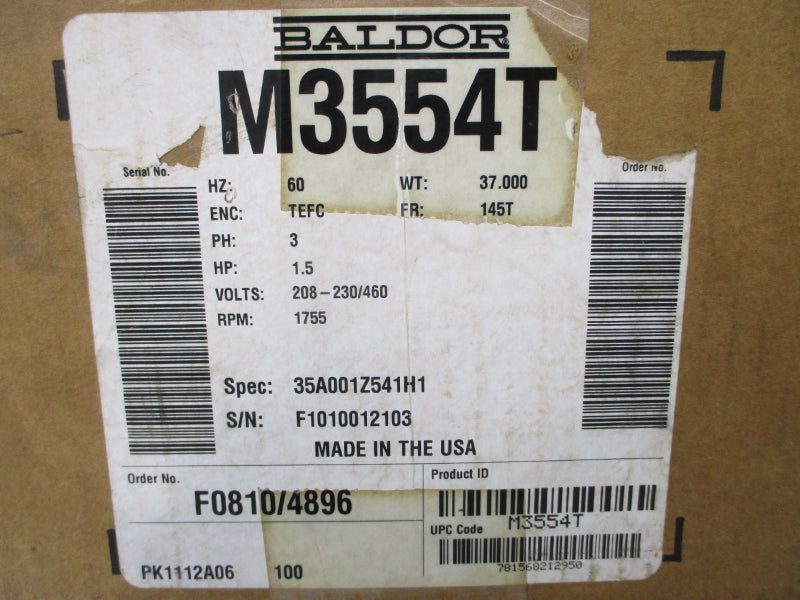 BALDOR
M3554T
Serial No.
Order No.
HZ: 60 WT: 37.000
ENC: TEFC FR: 145T
PH: 3
HP: 1.5
VOLTS: 208-230/460
RPM: 1755
Spec: 35A001Z541H1
S/N: F1010012103
MADE IN THE USA
Order No.
F0810/4896
Product ID
M3554T
UPC Code
781568212950
PK1112A06 100